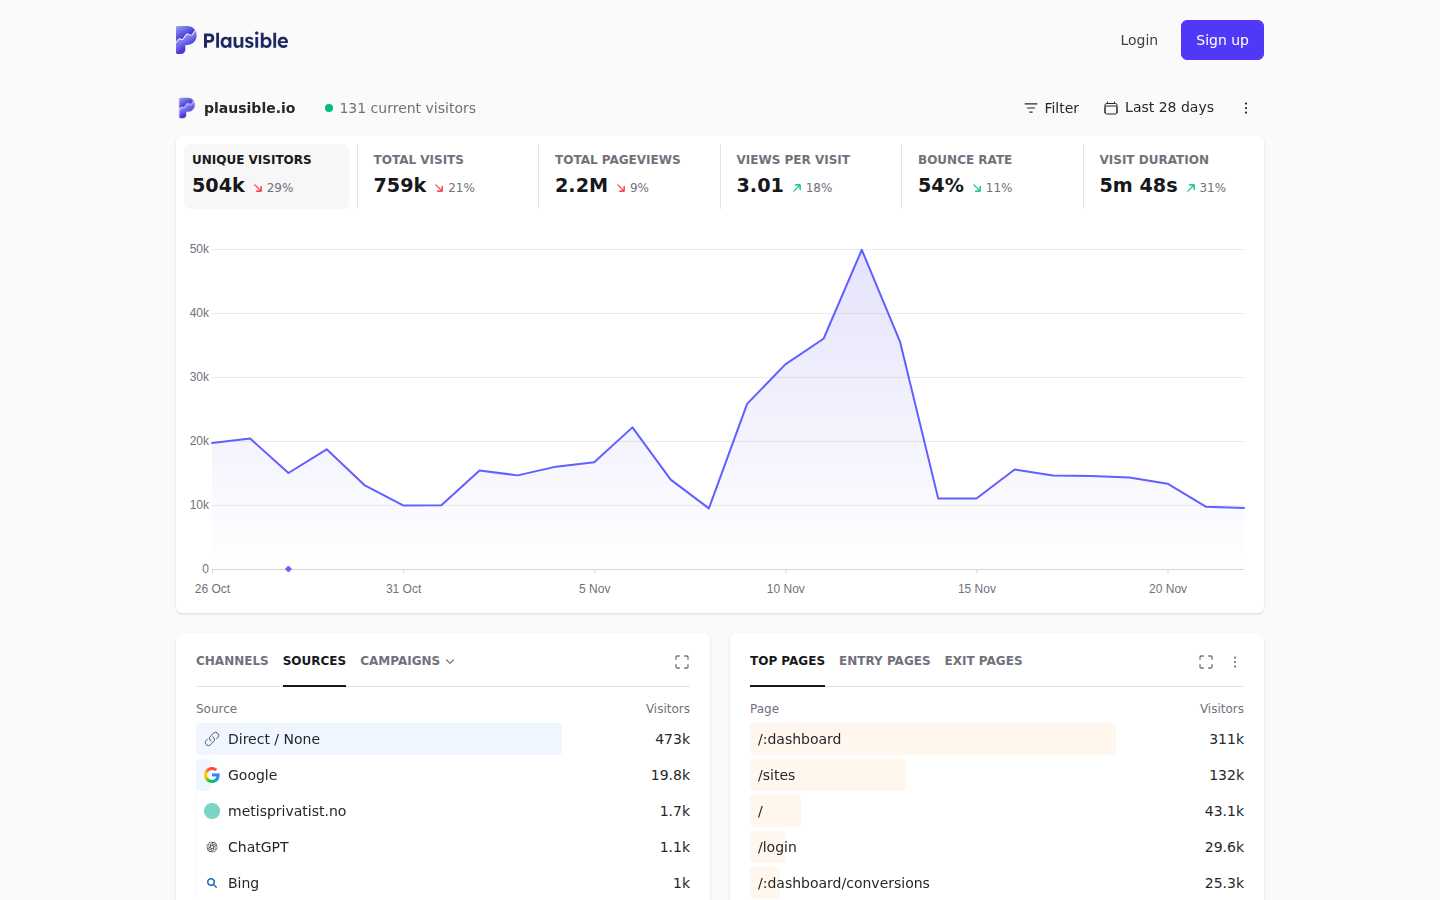 Plausible
Login
Sign up
plausible.io
131 current visitors
Filter
Last 28 days
UNIQUE VISITORS
504k 29%
TOTAL VISITS
759k 21%
TOTAL PAGEVIEWS
2.2M 9%
VIEWS PER VISIT
3.01 18%
BOUNCE RATE
54% 11%
VISIT DURATION
5m 48s 31%
50k
40k
30k
20k
10k
0
26 Oct 31 Oct 5 Nov 10 Nov 15 Nov 20 Nov
CHANNELS SOURCES CAMPAIGNS
Source Visitors
Direct / None 473k
Google 19.8k
metisprivatist.no 1.7k
ChatGPT 1.1k
Bing 1k
TOP PAGES ENTRY PAGES EXIT PAGES
Page Visitors
/:dashboard 311k
/sites 132k
/ 43.1k
/login 29.6k
/:dashboard/conversions 25.3k